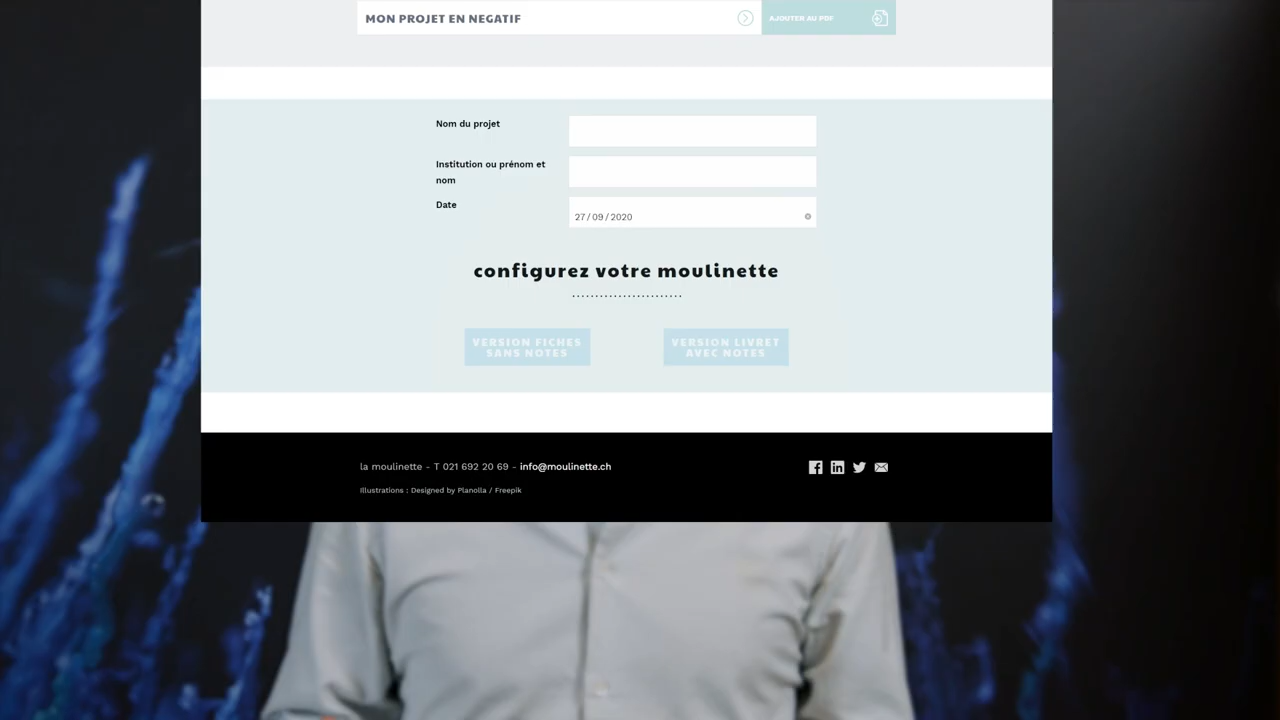 MON PROJET EN NEGATIF
AJOUTER AU PDF
Nom du projet
Institution ou prénom et
nom
Date
27/09/2020
configurez votre moulinette
VERSION FICHES
SANS NOTES
VERSION LIVRET
AVEC NOTES
la moulinette - T 021 692 20 69 - info@moulinette.ch
Illustrations : Designed by Planolla / Freepik